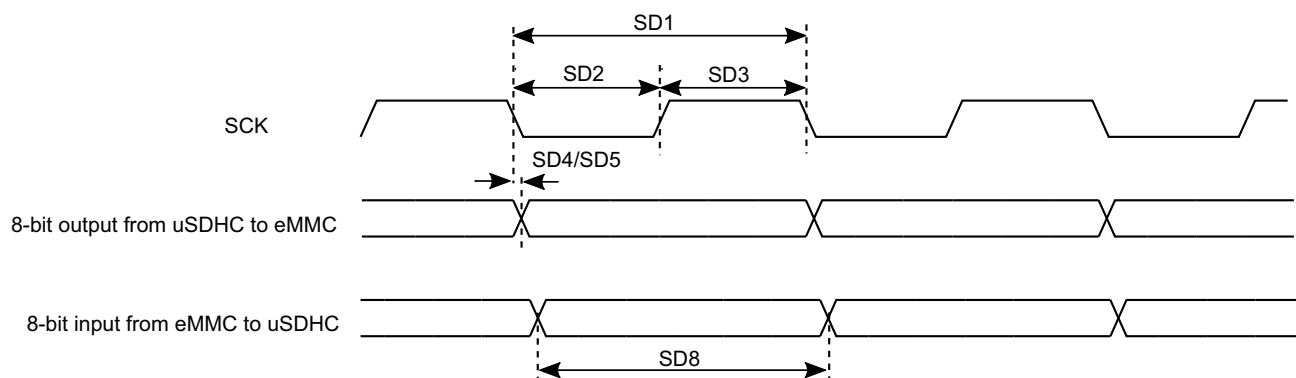 SD1
SD2
SD3
SCK
SD4/SD5
8-bit output from uSDHC to eMMC
8-bit input from eMMC to uSDHC
SD8